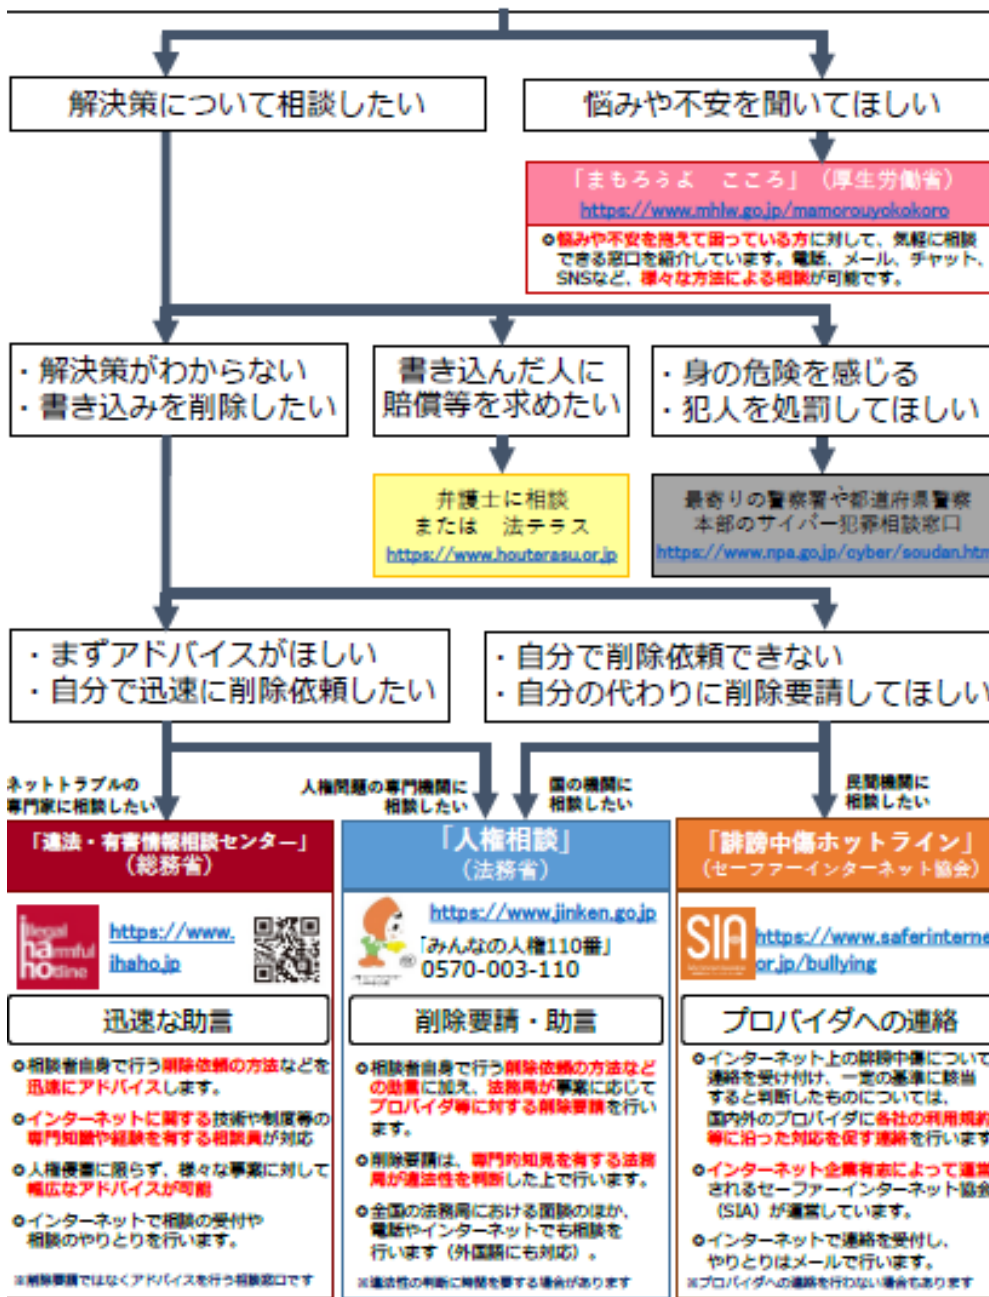 解決策について相談したい
悩みや不安を聞いてほしい
「まもろうよ こころ」（厚生労働省）
https://www.mhlw.go.jp/mamorouyokokoro
悩みや不安を抱えて困っている方に対して、気軽に相談
できる窓口を紹介しています。電話、メール、チャット、
SNSなど、様々な方法による相談が可能です。
・解決策がわからない
・書き込みを削除したい
書き込んだ人に
賠償等を求めたい
・身の危険を感じる
・犯人を処罰してほしい
弁護士に相談
または 法テラス
https://www.houterasu.or.jp
最寄りの警察署や都道府県警察
本部のサイバー犯罪相談窓口
https://www.npa.go.jp/cyber/soudan.htm
・まずアドバイスがほしい
・自分で迅速に削除依頼したい
・自分で削除依頼できない
・自分の代わりに削除要請してほしい
ネットトラブルの
専門家に相談したい
人権問題の専門機関に
相談したい
国の機関に
相談したい
民間機関に
相談したい
「違法・有害情報相談センター」
（総務省）
illegal
harmful
hotline
https://www.
ihaho.jp
迅速な助言
相談者自身で行う削除依頼の方法などを
迅速にアドバイスします。
インターネットに関する技術や制度等の
専門知識や経験を有する相談員が対応
人権侵害に限らず、様々な事案に対して
幅広なアドバイスが可能
インターネットで相談の受付や
相談のやりとりを行います。
※削除要請ではなくアドバイスを行う相談窓口です
「人権相談」
（法務省）
https://www.jinken.go.jp
「みんなの人権110番」
0570-003-110
削除要請・助言
相談者自身で行う削除依頼の方法など
の助言に加え、法務局が事案に応じて
プロバイダ等に対する削除要請を行い
ます。
削除要請は、専門的知見を有する法務
局が違法性を判断した上で行います。
全国の法務局における面談のほか、
電話やインターネットでも相談を
行います（外国語にも対応）。
※違法性の判断に時間を要する場合があります
「誹謗中傷ホットライン」
（セーファーインターネット協会）
SIA
https://www.saferinterne
or.jp/bullying
プロバイダへの連絡
インターネット上の誹謗中傷について
連絡を受け付け、一定の基準に該当
すると判断したものについては、
国内外のプロバイダに各社の利用規約
等に沿った対応を促す連絡を行います
インターネット企業有志によって運営
されるセーファーインターネット協会
（SIA）が運営しています。
インターネットで連絡を受付し、
やりとりはメールで行います。
※プロバイダへの連絡を行わない場合もあります